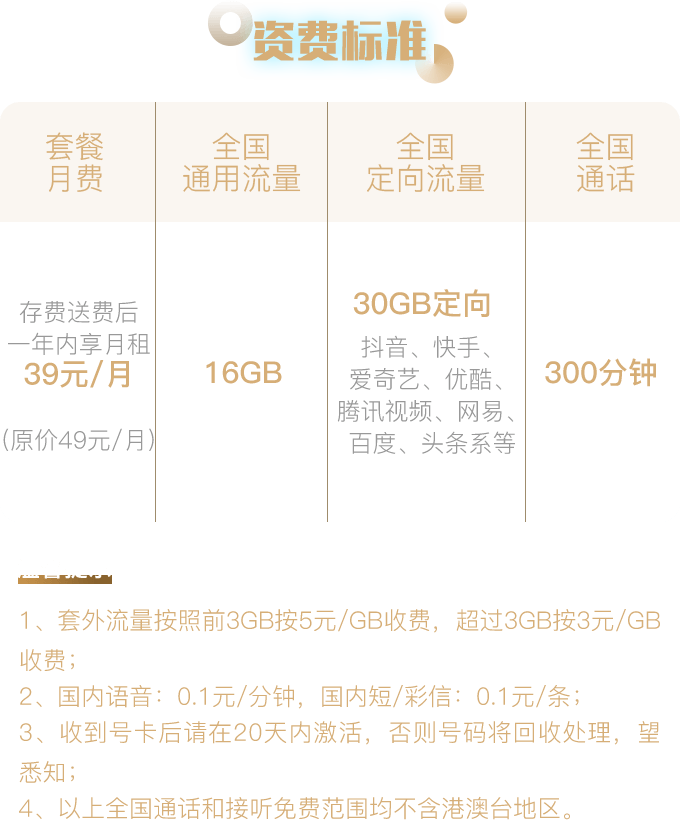 资费标准
套餐
月费
全国
通用流量
全国
定向流量
全国
通话
存费送费后
一年内享月租
39元/月
(原价49元/月)
16GB
30GB定向
抖音、快手、
爱奇艺、优酷、
腾讯视频、网易、
百度、头条系等
300分钟
1、套外流量按照前3GB按5元/GB收费，超过3GB按3元/GB
收费；
2、国内语音：0.1元/分钟，国内短/彩信：0.1元/条；
3、收到号卡后请在20天内激活，否则号码将回收处理，望
悉知；
4、以上全国通话和接听免费范围均不含港澳台地区。